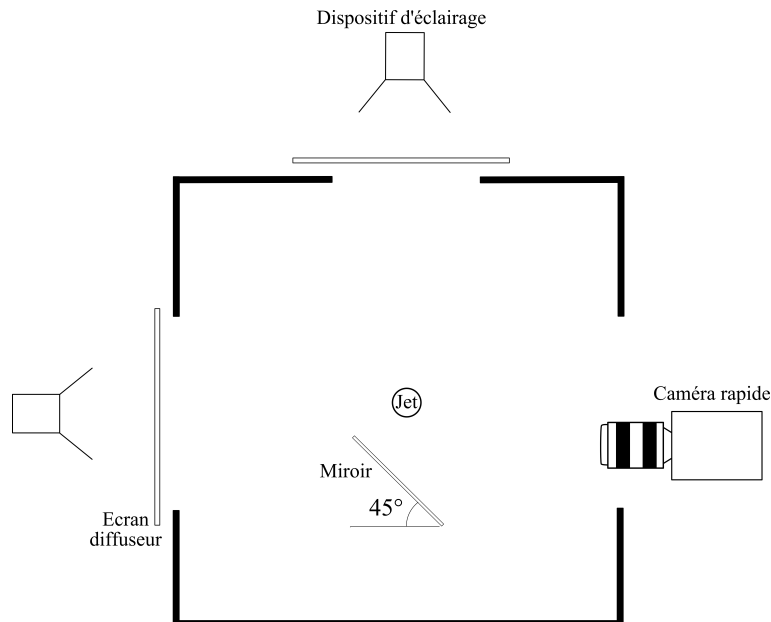 Dispositif d'éclairage
Jet
Caméra rapide
Miroir
45°
Ecran
diffuseur